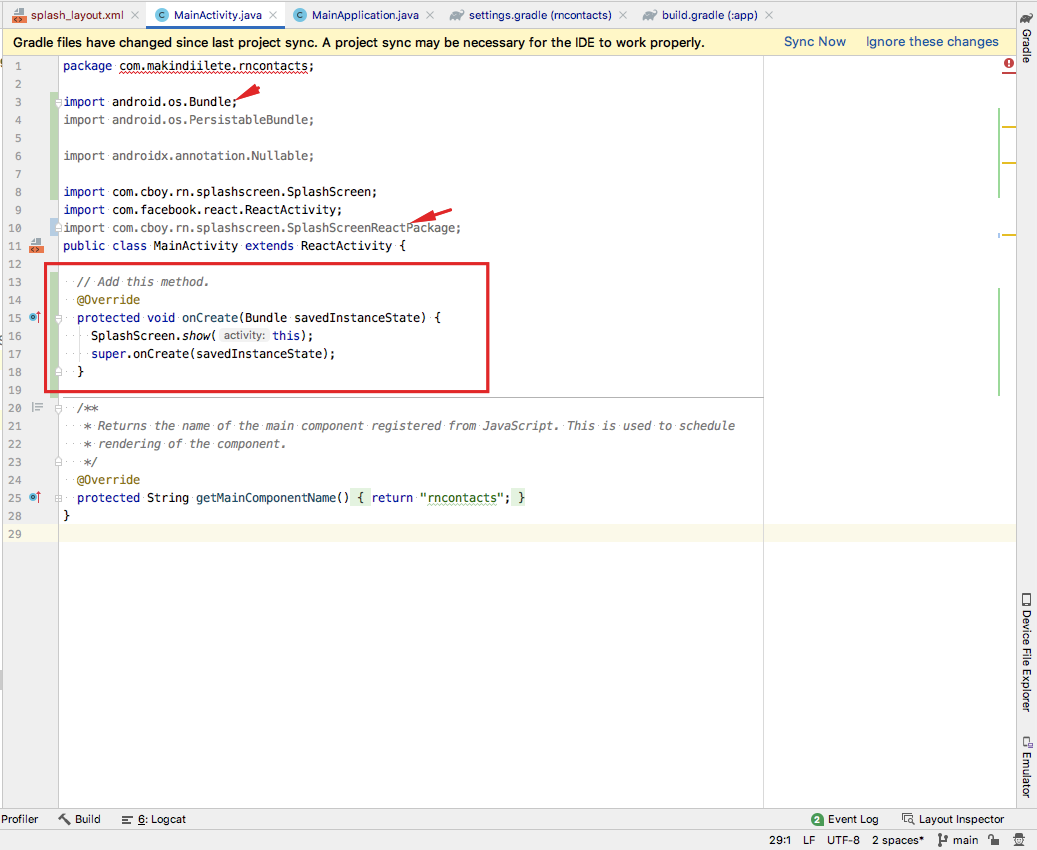 splash_layout.xml MainActivity.java MainApplication.java settings.gradle (rncontacts) build.gradle (:app)
Gradle files have changed since last project sync. A project sync may be necessary for the IDE to work properly. Sync Now Ignore these changes
Gradle
1 package com.makindiilete.rncontacts;
2
3 import android.os.Bundle;
4 import android.os.PersistableBundle;
5
6 import androidx.annotation.Nullable;
7
8 import com.cboy.rn.splashscreen.SplashScreen;
9 import com.facebook.react.ReactActivity;
10 import com.cboy.rn.splashscreen.SplashScreenReactPackage;
11 public class MainActivity extends ReactActivity {
12
13 // Add this method.
14 @Override
15 protected void onCreate(Bundle savedInstanceState) {
16 SplashScreen.show( activity: this);
17 super.onCreate(savedInstanceState);
18 }
19
20 /**
21 * Returns the name of the main component registered from JavaScript. This is used to schedule
22 * rendering of the component.
23 */
24 @Override
25 protected String getMainComponentName() { return "rncontacts"; }
28 }
29
Device File Explorer
Emulator
Profiler Build 6: Logcat 2 Event Log Layout Inspector
29:1 LF UTF-8 2 spaces* main